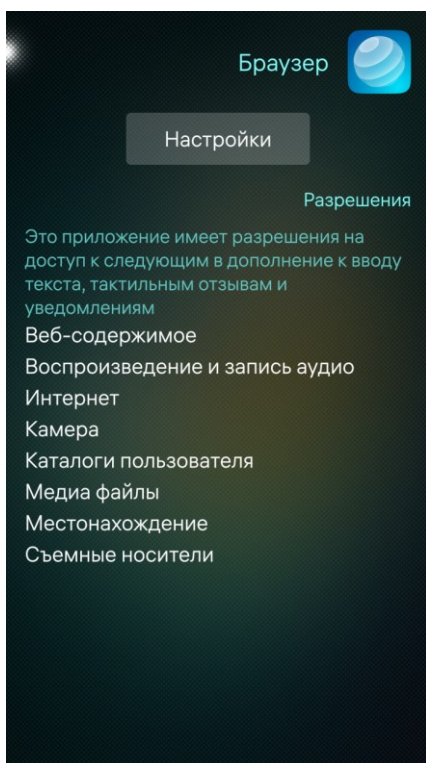 Браузер
Настройки
Разрешения
Это приложение имеет разрешения на
доступ к следующим в дополнение к вводу
текста, тактильным отзывам и
уведомлениям
Веб-содержимое
Воспроизведение и запись аудио
Интернет
Камера
Каталоги пользователя
Медиа файлы
Местонахождение
Съемные носители